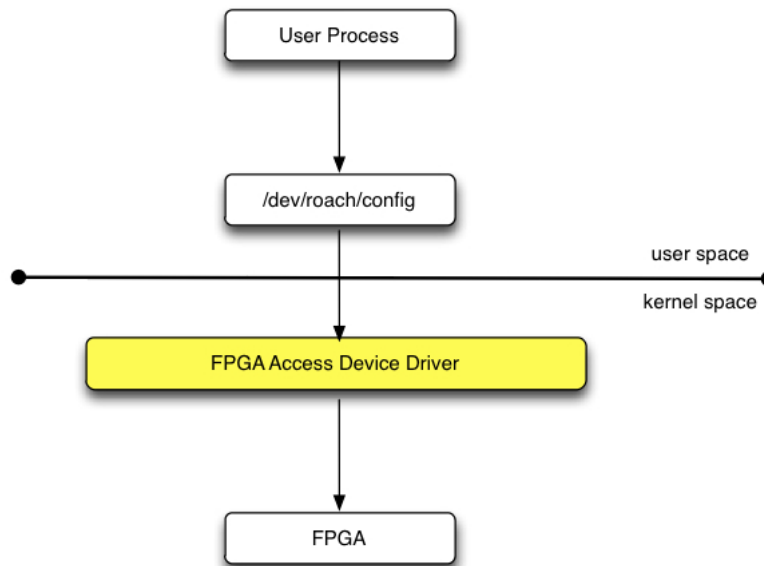 User Process
/dev/roach/config
user space
kernel space
FPGA Access Device Driver
FPGA